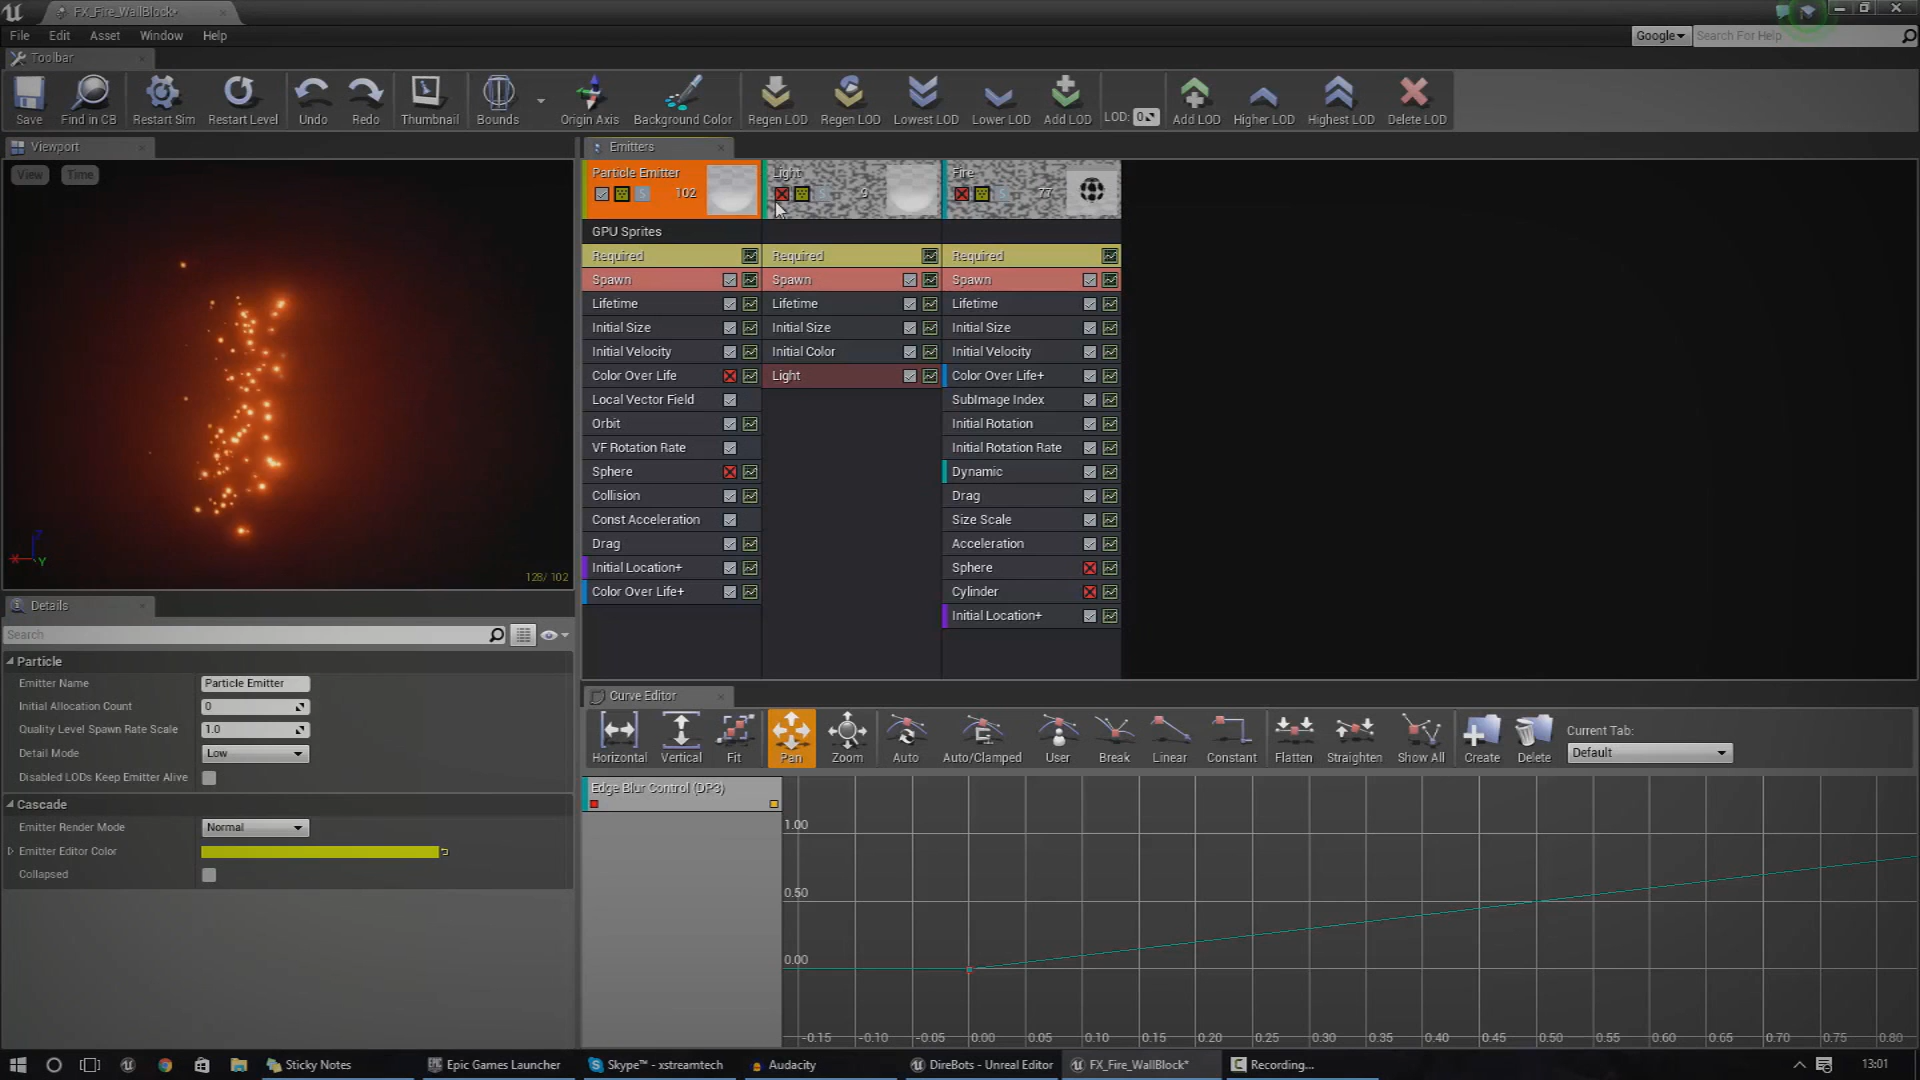 FX_Fire_WallBlock*
File Edit Asset Window Help
Google Search For Help
Toolbar
Save Find in CB Restart Sim Restart Level Undo Redo Thumbnail Bounds Origin Axis Background Color Regen LOD Regen LOD Lowest LOD Lower LOD Add LOD LOD: 0 Add LOD Higher LOD Highest LOD Delete LOD
Viewport
View Time
X Y Z
128/ 102
Emitters
Particle Emitter Light Fire
S 102 S 9 S 77
GPU Sprites
Required Required Required
Spawn Spawn Spawn
Lifetime Lifetime Lifetime
Initial Size Initial Size Initial Size
Initial Velocity Initial Color Initial Velocity
Color Over Life Light Color Over Life+
Local Vector Field SubImage Index
Orbit Initial Rotation
VF Rotation Rate Initial Rotation Rate
Sphere Dynamic
Collision Drag
Const Acceleration Size Scale
Drag Acceleration
Initial Location+ Sphere
Color Over Life+ Cylinder
Initial Location+
Details
Search
Particle
Emitter Name Particle Emitter
Initial Allocation Count 0
Quality Level Spawn Rate Scale 1.0
Detail Mode Low
Disabled LODs Keep Emitter Alive
Cascade
Emitter Render Mode Normal
Emitter Editor Color
Collapsed
Curve Editor
Horizontal Vertical Fit Pan Zoom Auto Auto/Clamped User Break Linear Constant Flatten Straighten Show All Create Delete
Current Tab:
Default
Edge Blur Control (DP3)
1.00
0.50
0.00
-0.15 -0.10 -0.05 0.00 0.05 0.10 0.15 0.20 0.25 0.30 0.35 0.40 0.45 0.50 0.55 0.60 0.65 0.70 0.75 0.80
Sticky Notes Epic Games Launcher Skype™ - xstreamtech Audacity DireBots - Unreal Editor FX_Fire_WallBlock* Recording... 13:01